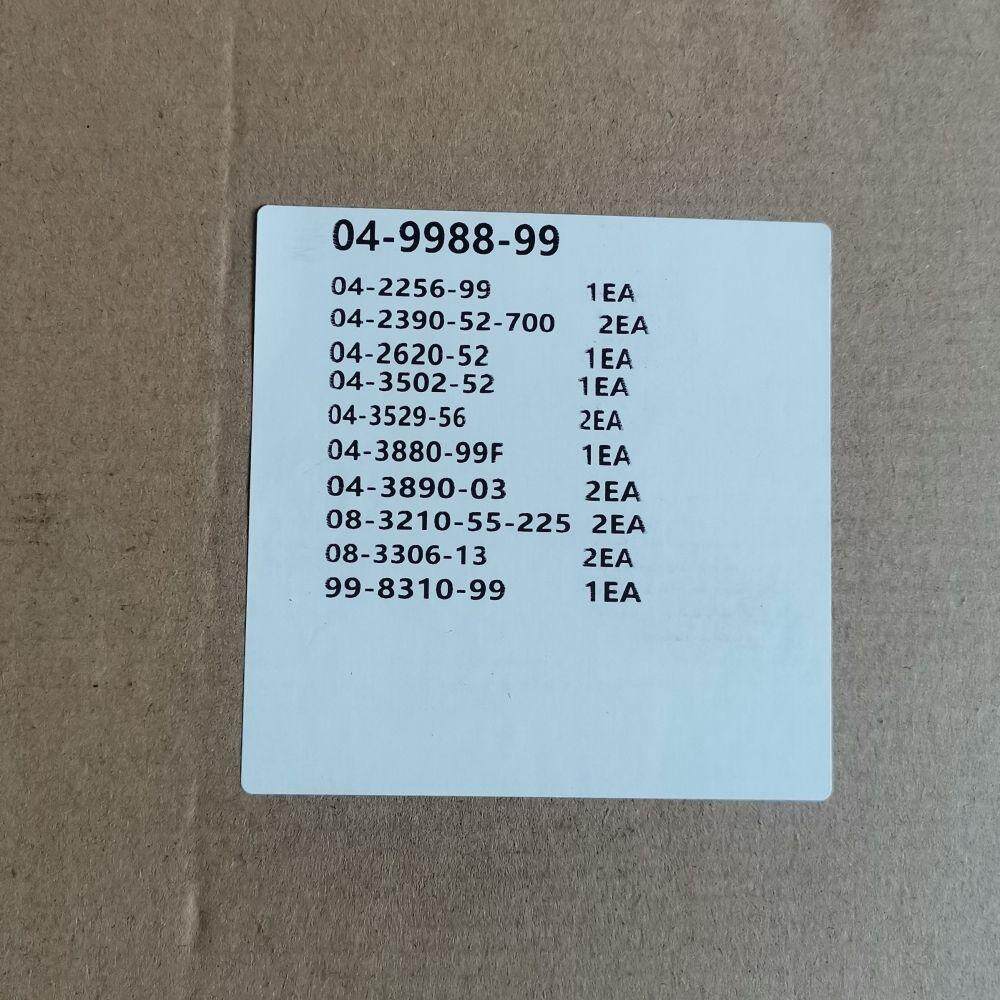 04-9988-99
04-2256-99 1EA
04-2390-52-700 2EA
04-2620-52 1EA
04-3502-52 1EA
04-3529-56 2EA
04-3880-99F 1EA
04-3890-03 2EA
08-3210-55-225 2EA
08-3306-13 2EA
99-8310-99 1EA